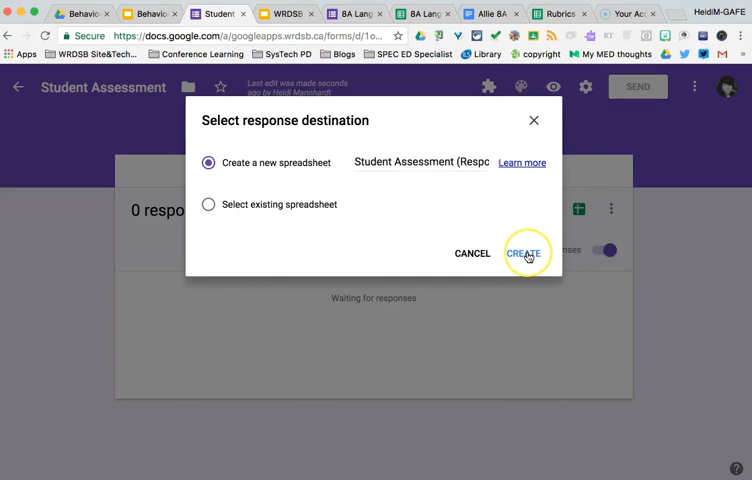 Behavio
Behavio
Student
WRDSB
8A Lang
8A Lang
Allie 8A
Rubrics
Your Ac
HeidiM-GAFE
Secure https://docs.google.com/a/googleapps.wrdsb.ca/forms/d/1o...
Apps WRDSB Site&Tech... Conference Learning SysTech PD Blogs SPEC ED Specialist Library copyright My MED thoughts
Student Assessment Last edit was made seconds
ago by Heidi Mannhardt
SEND
Select response destination
Create a new spreadsheet Student Assessment (Respo Learn more
0 respo
Select existing spreadsheet
CANCEL CREATE
nses
Waiting for responses